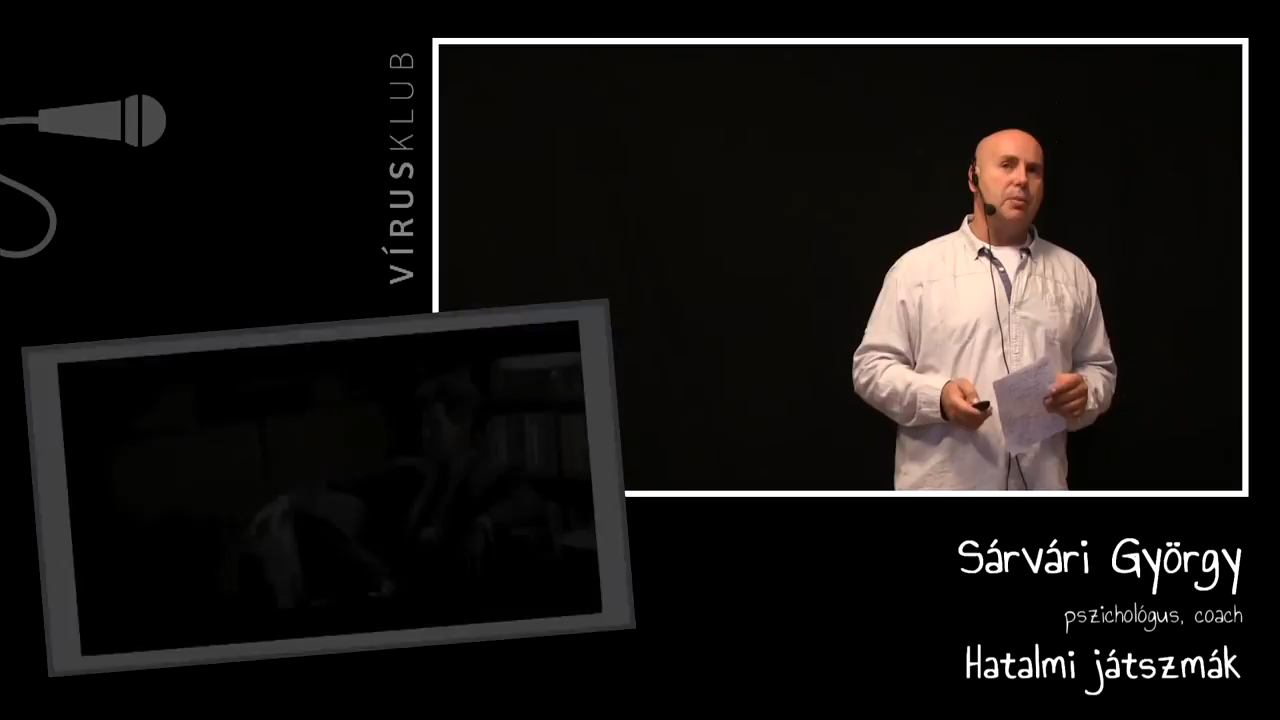 VÍRUSKLUB
Sárvári György
pszichológus, coach
Hatalmi játszmák